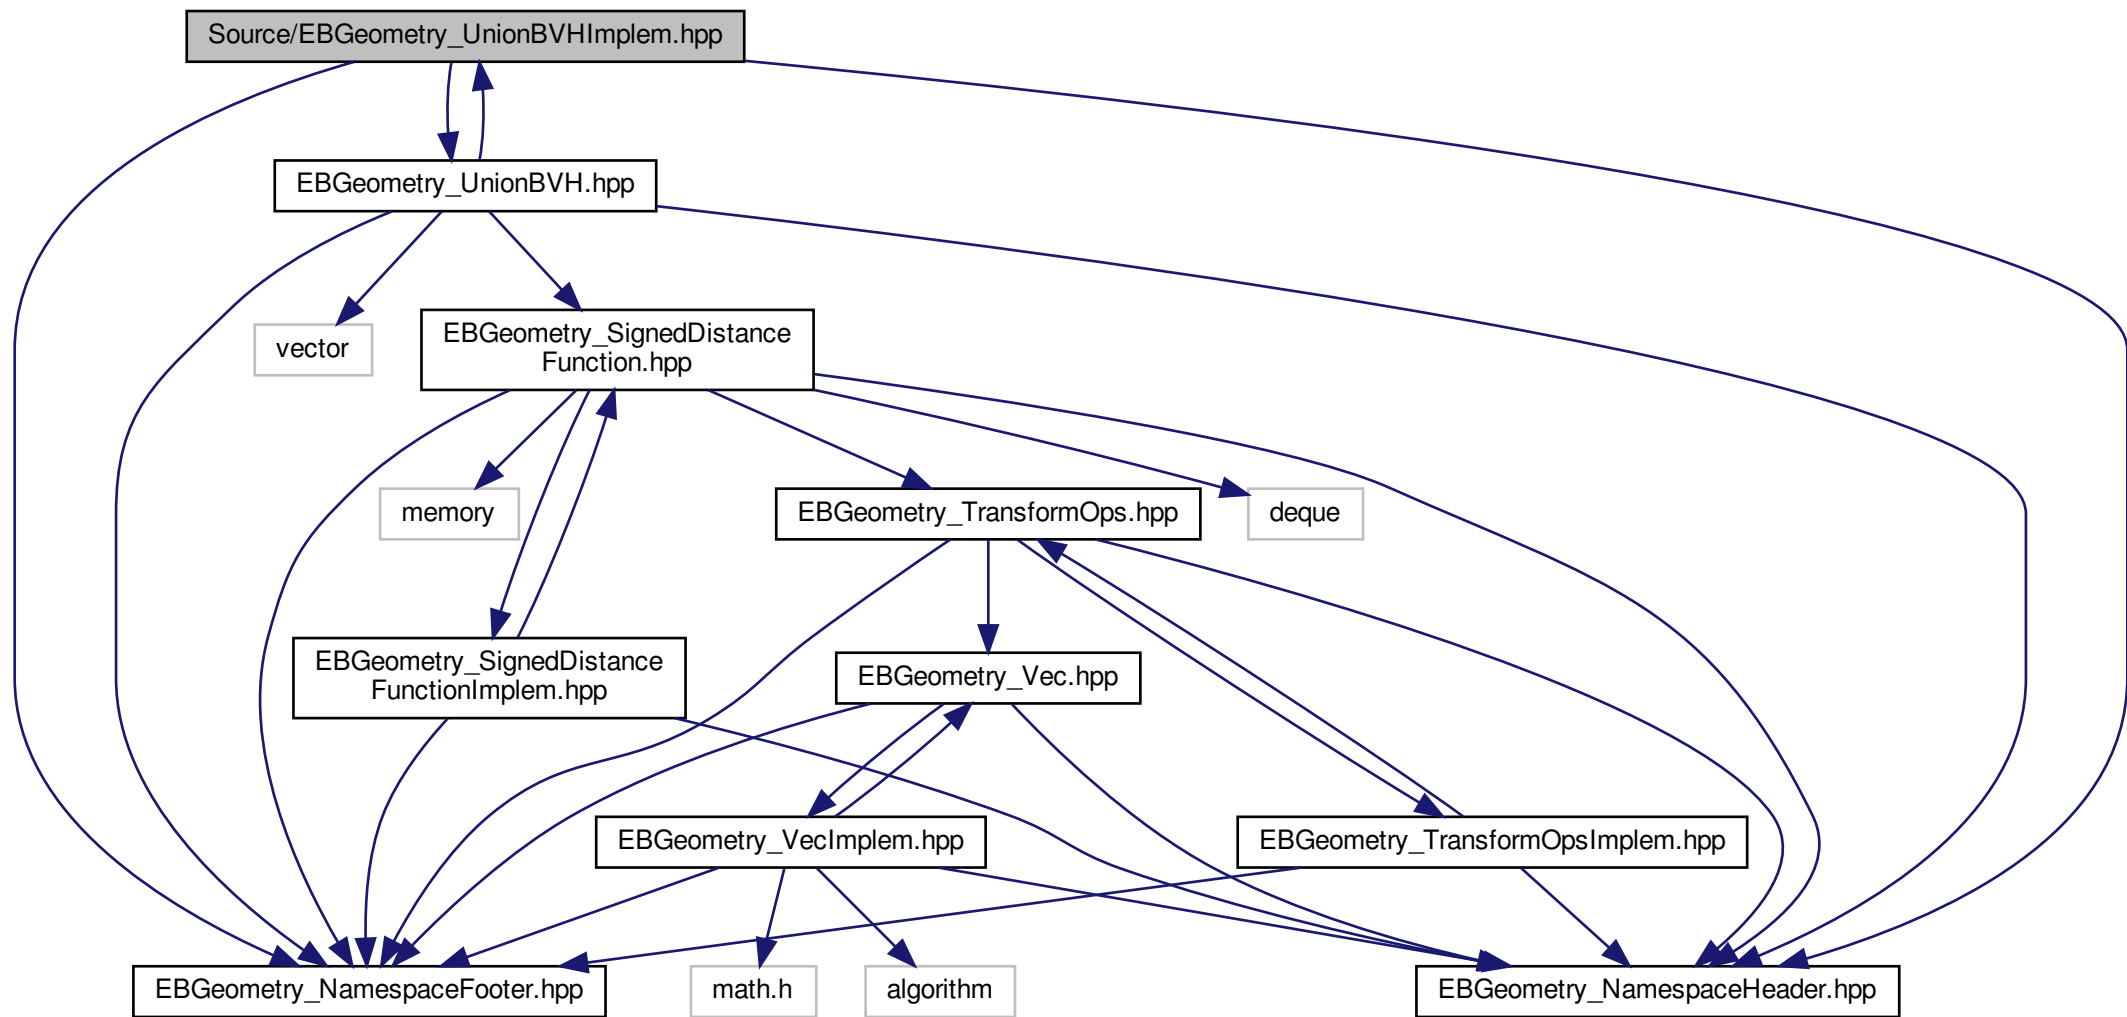 Source/EBGeometry_UnionBVHImplem.hpp
EBGeometry_UnionBVH.hpp
vector
EBGeometry_SignedDistance
Function.hpp
memory
EBGeometry_TransformOps.hpp
deque
EBGeometry_SignedDistance
FunctionImplem.hpp
EBGeometry_Vec.hpp
EBGeometry_VecImplem.hpp
EBGeometry_TransformOpsImplem.hpp
EBGeometry_NamespaceFooter.hpp
math.h
algorithm
EBGeometry_NamespaceHeader.hpp